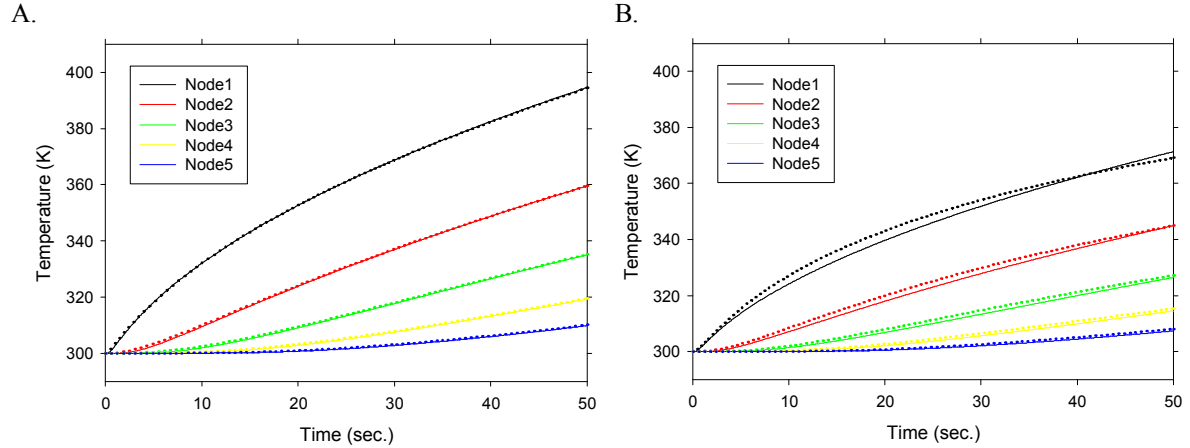 A.
B.
Temperature (K)
400
380
360
340
320
300
Node1
Node2
Node3
Node4
Node5
0
10
20
30
40
50
Time (sec.)
Temperature (K)
400
380
360
340
320
300
Node1
Node2
Node3
Node4
Node5
0
10
20
30
40
50
Time (sec.)